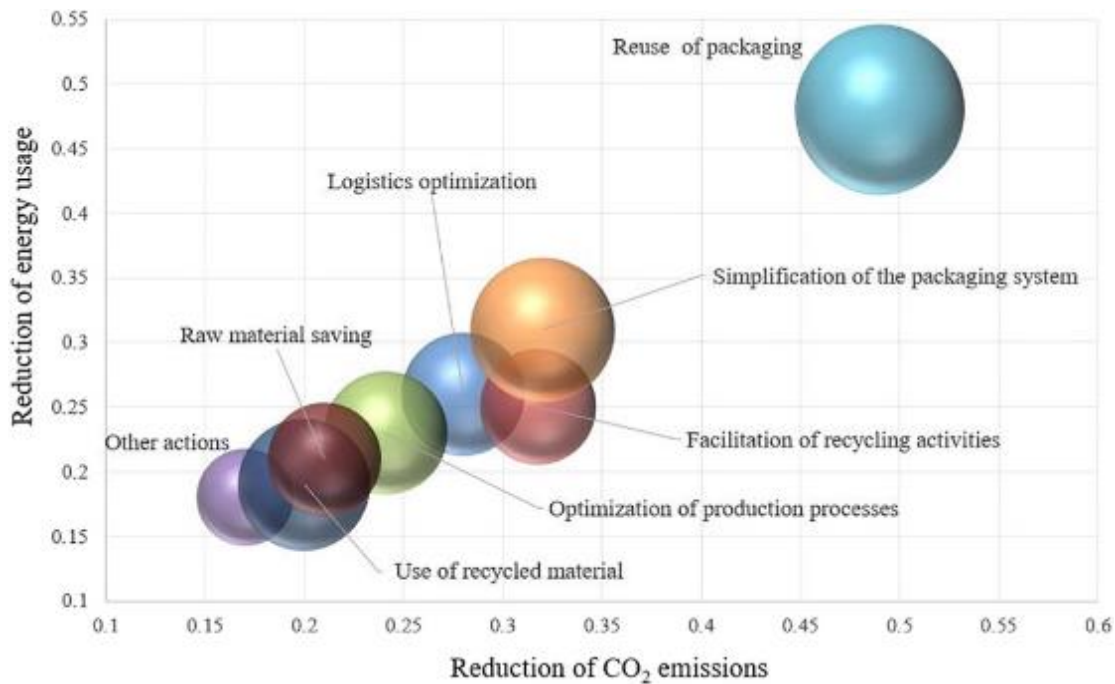 0.55
Reuse of packaging
0.5
0.45
Logistics optimization
0.4
0.35
Simplification of the packaging system
0.3
Raw material saving
0.25
Other actions
Facilitation of recycling activities
0.2
Optimization of production processes
0.15
Use of recycled material
0.1
Reduction of energy usage
0.1 0.15 0.2 0.25 0.3 0.35 0.4 0.45 0.5 0.55 0.6
Reduction of CO₂ emissions